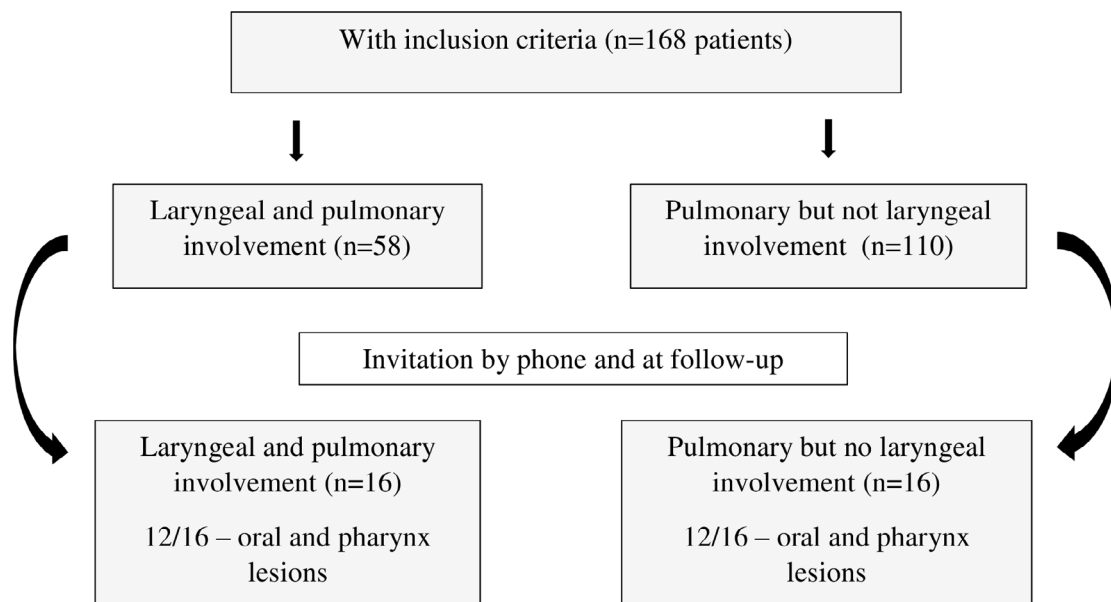 With inclusion criteria (n=168 patients)
Laryngeal and pulmonary
involvement (n=58)
Pulmonary but not laryngeal
involvement (n=110)
Invitation by phone and at follow-up
Laryngeal and pulmonary
involvement (n=16)
12/16 – oral and pharynx
lesions
Pulmonary but no laryngeal
involvement (n=16)
12/16 – oral and pharynx
lesions